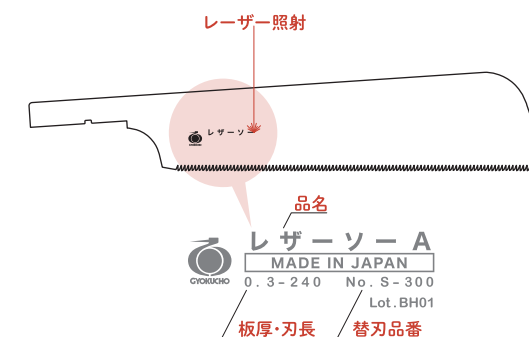 レーザー照射
レザーソー
GYOKUCHO
品名
レザーソー A
MADE IN JAPAN
GYOKUCHO
0.3-240 No.S-300
Lot.BH01
板厚・刃長 替刃品番